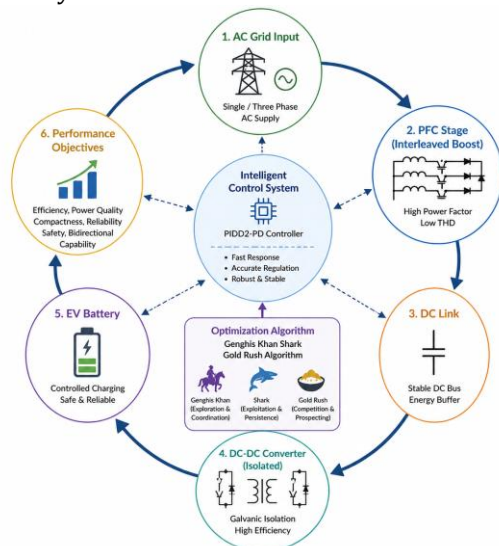 1. AC Grid Input
Single / Three Phase
AC Supply
2. PFC Stage
(Interleaved Boost)
High Power Factor
Low THD
3. DC Link
Stable DC Bus
Energy Buffer
4. DC-DC Converter
(Isolated)
Galvanic Isolation
High Efficiency
5. EV Battery
Controlled Charging
Safe & Reliable
6. Performance
Objectives
Efficiency, Power Quality
Compactness, Reliability
Safety, Bidirectional
Capability
Intelligent
Control System
PIDD2-PD Controller
• Fast Response
• Accurate Regulation
• Robust & Stable
Optimization Algorithm
Genghis Khan Shark
Gold Rush Algorithm
Genghis Khan
(Exploration &
Coordination)
Shark
(Exploitation &
Persistence)
Gold Rush
(Competition &
Prospecting)